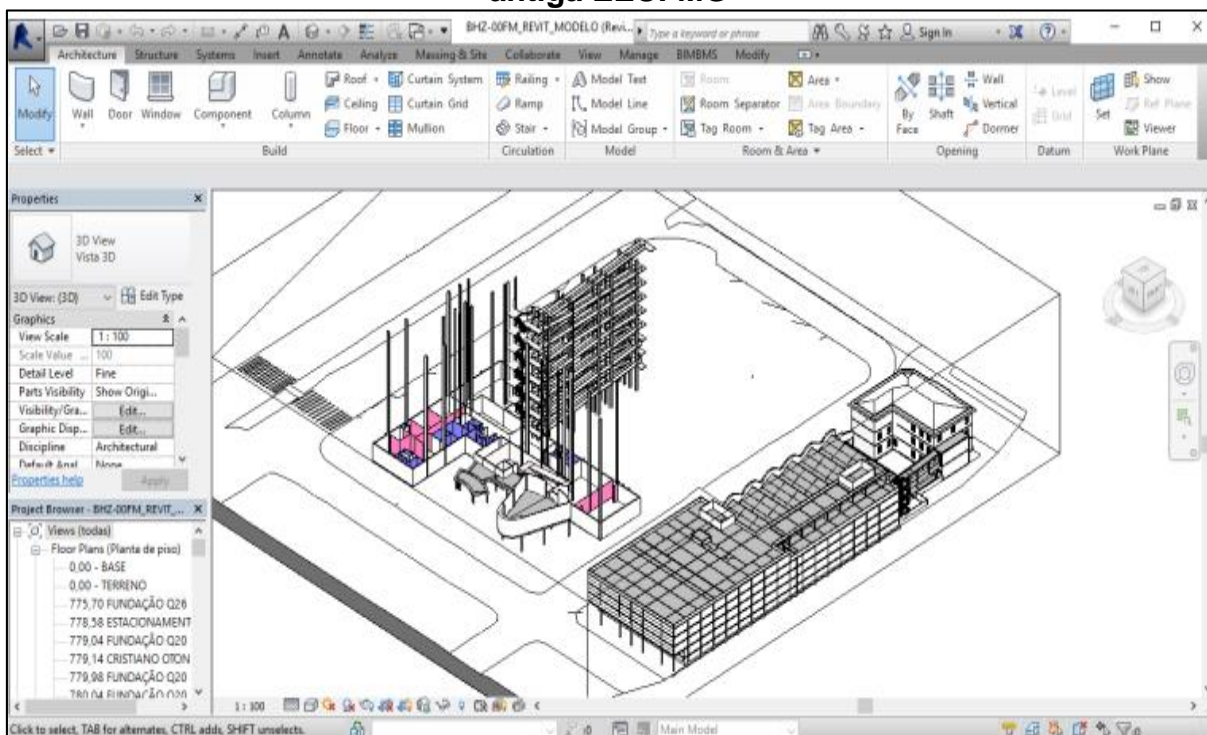 antiga EEUFMG
BHZ-00FM_REVIT_MODELO (Revi...
Type a keyword or phrase
Sign In
Architecture Structure Systems Insert Annotate Analyze Massing & Site Collaborate View Manage BIMBMS Modify
Modify
Wall
Door
Window
Component
Column
Roof
Ceiling
Floor
Curtain System
Curtain Grid
Mullion
Railing
Ramp
Stair
Model Text
Model Line
Model Group
Room
Room Separator
Tag Room
Area
Area Boundary
Tag Area
By Face
Shaft
Wall
Vertical
Dormer
Level
Grid
Set
Show
Ref Plane
Viewer
Select Build Circulation Model Room & Area Opening Datum Work Plane
Properties
3D View
Vista 3D
3D View: {3D} Edit Type
Graphics
View Scale 1 : 100
Scale Value ... 100
Detail Level Fine
Parts Visibility Show Origi...
Visibility/Gra... Edit...
Graphic Disp... Edit...
Discipline Architectural
Default Anal None
Properties help Apply
Project Browser - BHZ-00FM_REVIT_...
Views (todas)
Floor Plans (Planta de piso)
0,00 - BASE
0,00 - TERRENO
775,70 FUNDAÇÃO Q26
778,58 ESTACIONAMENT
779,04 FUNDAÇÃO Q20
779,14 CRISTIANO OTON
779,98 FUNDAÇÃO Q20
780,04 FUNDAÇÃO Q20
1 : 100
Click to select, TAB for alternates, CTRL adds, SHIFT unselects.
:0
Main Model
:0